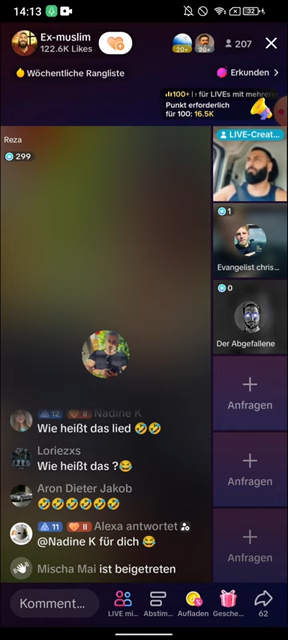 14:13
Ex-muslim
122.6K Likes
20+
20+
207
Wöchentliche Rangliste
Erkunden
100+
für LIVEs mit mehrere
Punkt erforderlich
für 100: 16.5K
Reza
299
LIVE-Creat...
1
Evangelist chris...
0
Der Abgefallene
Anfragen
Anfragen
Anfragen
12 II Nadine K
Wie heißt das lied 🤣🤣
Loriezxs
Wie heißt das ?😂
Aron Dieter Jakob
🤣🤣🤣🤣🤣🤣
11 II Alexa antwortet
@Nadine K für dich 😂
Mischa Mai ist beigetreten
Komment...
LIVE mi...
Abstim...
Aufladen
Gesche...
62